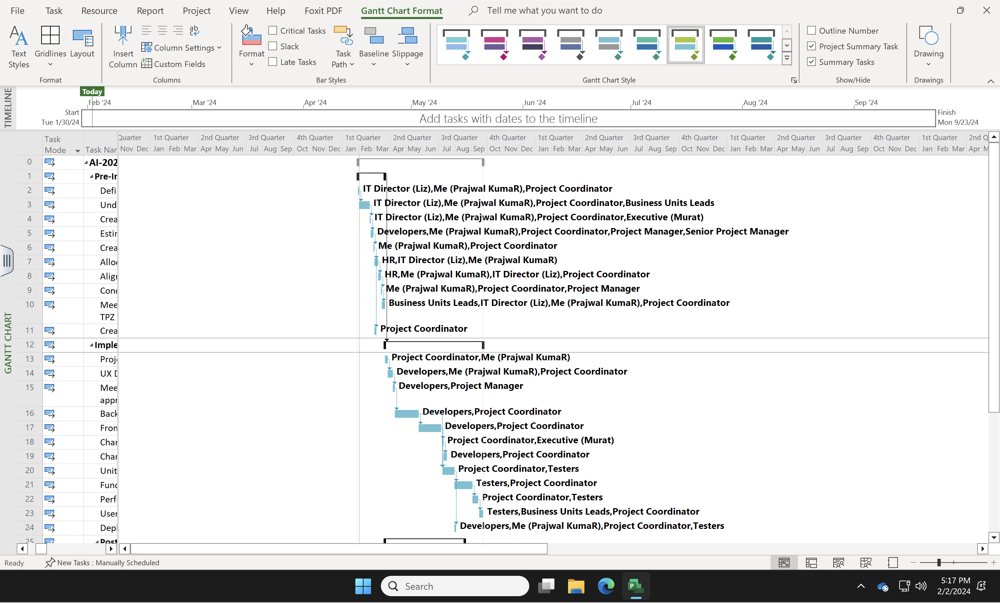 File Task Resource Report Project View Help Foxit PDF Gantt Chart Format Tell me what you want to do
Text Styles
Gridlines
Layout
Format
Insert Column
ab
Column Settings
Custom Fields
Columns
Format
Critical Tasks
Slack
Late Tasks
Task Path
Baseline
Slippage
Bar Styles
Gantt Chart Style
Outline Number
Project Summary Task
Summary Tasks
Show/Hide
Drawing
Drawings
TIMELINE
Today
Feb '24 Mar '24 Apr '24 May '24 Jun '24 Jul '24 Aug '24 Sep '24
Start
Tue 1/30/24
Add tasks with dates to the timeline
Finish
Mon 9/23/24
GANTT CHART
Task Mode
Task Nar
Quarter 1st Quarter 2nd Quarter 3rd Quarter 4th Quarter 1st Quarter 2nd Quarter 3rd Quarter 4th Quarter 1st Quarter 2nd Quarter 3rd Quarter 4th Quarter 1st Quarter 2nd Quarter 3rd Quarter 4th Quarter 1st Quarter 2nd Q
Nov Dec Jan Feb Mar Apr May Jun Jul Aug Sep Oct Nov Dec Jan Feb Mar Apr May Jun Jul Aug Sep Oct Nov Dec Jan Feb Mar Apr May Jun Jul Aug Sep Oct Nov Dec Jan Feb Mar Apr May Jun Jul Aug Sep Oct Nov Dec Jan Feb Mar Apr M
0 AI-202
1 Pre-Ir
2 Defi IT Director (Liz),Me (Prajwal KumaR),Project Coordinator
3 Und IT Director (Liz),Me (Prajwal KumaR),Project Coordinator,Business Units Leads
4 Crea IT Director (Liz),Me (Prajwal KumaR),Project Coordinator,Executive (Murat)
5 Estir Developers,Me (Prajwal KumaR),Project Coordinator,Project Manager,Senior Project Manager
6 Crea Me (Prajwal KumaR),Project Coordinator
7 Alloc HR,IT Director (Liz),Me (Prajwal KumaR)
8 Aligr HR,Me (Prajwal KumaR),IT Director (Liz),Project Coordinator
9 Conc Me (Prajwal KumaR),Project Coordinator,Project Manager
10 Mee Business Units Leads,IT Director (Liz),Me (Prajwal KumaR),Project Coordinator
TPZ
11 Crea Project Coordinator
12 Imple
13 Proj Project Coordinator,Me (Prajwal KumaR)
14 UX D Developers,Me (Prajwal KumaR),Project Coordinator
15 Mee Developers,Project Manager
appr
16 Back Developers,Project Coordinator
17 Fron Developers,Project Coordinator
18 Char Project Coordinator,Executive (Murat)
19 Char Developers,Project Coordinator
20 Unit Project Coordinator,Testers
21 Func Testers,Project Coordinator
22 Perf Project Coordinator,Testers
23 User Testers,Business Units Leads,Project Coordinator
24 Depl Developers,Me (Prajwal KumaR),Project Coordinator,Testers
25 Post
Ready New Tasks : Manually Scheduled
Search
5:17 PM
2/2/2024